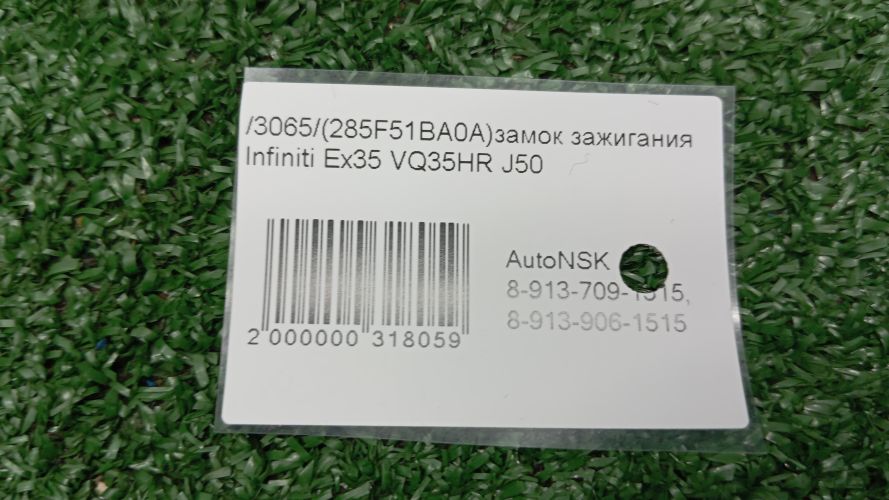 /3065/(285F51BA0A)замок зажигания
Infiniti Ex35 VQ35HR J50
AutoNSK
8-913-709-1515,
8-913-906-1515
2 000000 318059